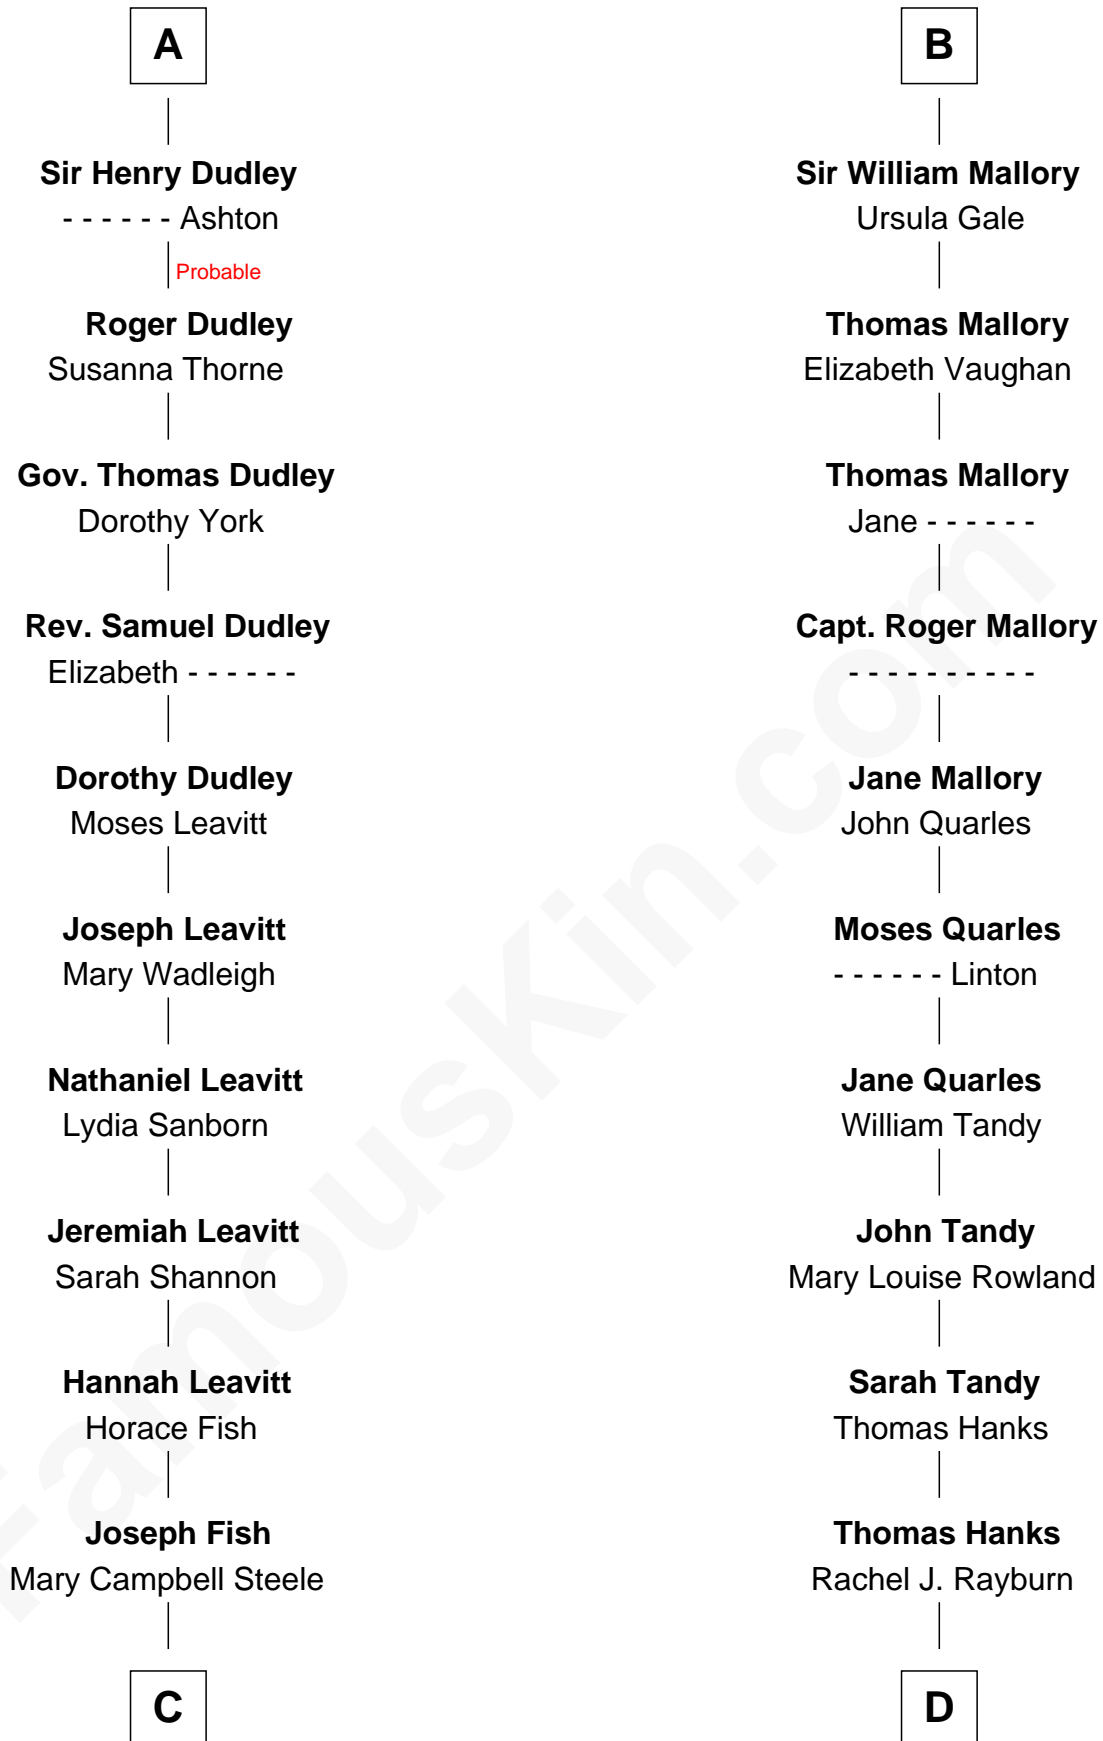 A
Sir Henry Dudley
- - - - - - Ashton
Probable
Roger Dudley
Susanna Thorne
Gov. Thomas Dudley
Dorothy York
Rev. Samuel Dudley
Elizabeth - - - - - -
Dorothy Dudley
Moses Leavitt
Joseph Leavitt
Mary Wadleigh
Nathaniel Leavitt
Lydia Sanborn
Jeremiah Leavitt
Sarah Shannon
Hannah Leavitt
Horace Fish
Joseph Fish
Mary Campbell Steele
C
B
Sir William Mallory
Ursula Gale
Thomas Mallory
Elizabeth Vaughan
Thomas Mallory
Jane - - - - - -
Capt. Roger Mallory
- - - - - - - - - -
Jane Mallory
John Quarles
Moses Quarles
- - - - - - Linton
Jane Quarles
William Tandy
John Tandy
Mary Louise Rowland
Sarah Tandy
Thomas Hanks
Thomas Hanks
Rachel J. Rayburn
D
FamousKin.com